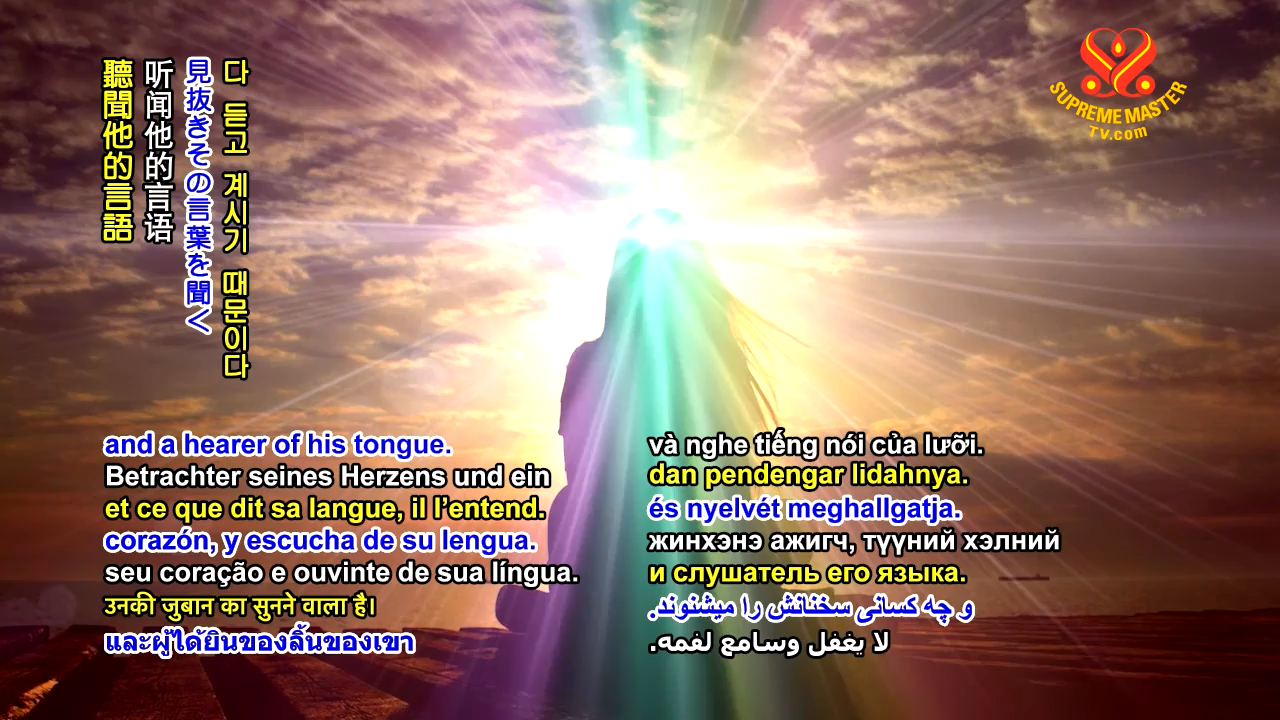 聽聞他的言語
听闻他的言语
見抜きその言葉を聞く
다 듣고 계시기 때문이다
SUPREME MASTER
TV.com
and a hearer of his tongue.
Betrachter seines Herzens und ein
et ce que dit sa langue, il l'entend.
corazón, y escucha de su lengua.
seu coração e ouvinte de sua língua.
उनकी जुबान का सुनने वाला है।
และผู้ได้ยินของลิ้นของเขา
và nghe tiếng nói của lưỡi.
dan pendengar lidahnya.
és nyelvét meghallgatja.
жинхэнэ ажигч, түүний хэлний
и слушатель его языка.
و چه کسانی سخنانش را میشنوند.
لا يغفل وسامع لفمه.